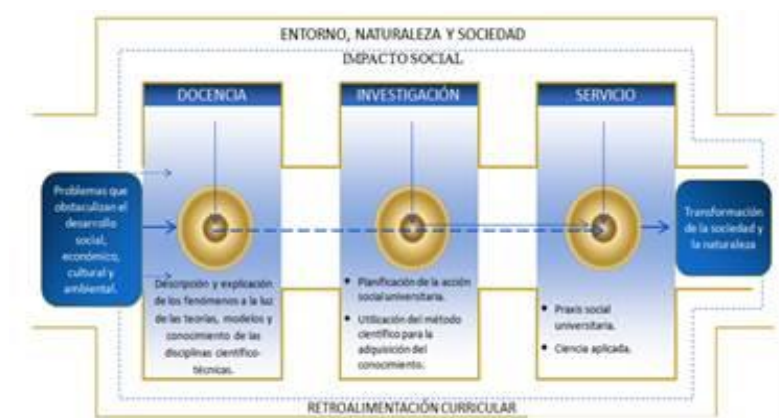 ENTORNO, NATURALEZA Y SOCIEDAD
IMPACTO SOCIAL
DOCENCIA
INVESTIGACIÓN
SERVICIO
Problemas que
obstaculizan el
desarrollo
social,
económico,
cultural y
ambiental.
Descripción y explicación
de los fenómenos a la luz
de las teorías, modelos y
conocimiento de las
disciplinas científico-
técnicas.
• Planificación de la acción
social universitaria.
• Utilización del método
científico para la
adquisición del
conocimiento.
• Praxis social
universitaria.
• Ciencia aplicada.
Transformación
de la sociedad y
la naturaleza
RETROALIMENTACIÓN CURRICULAR